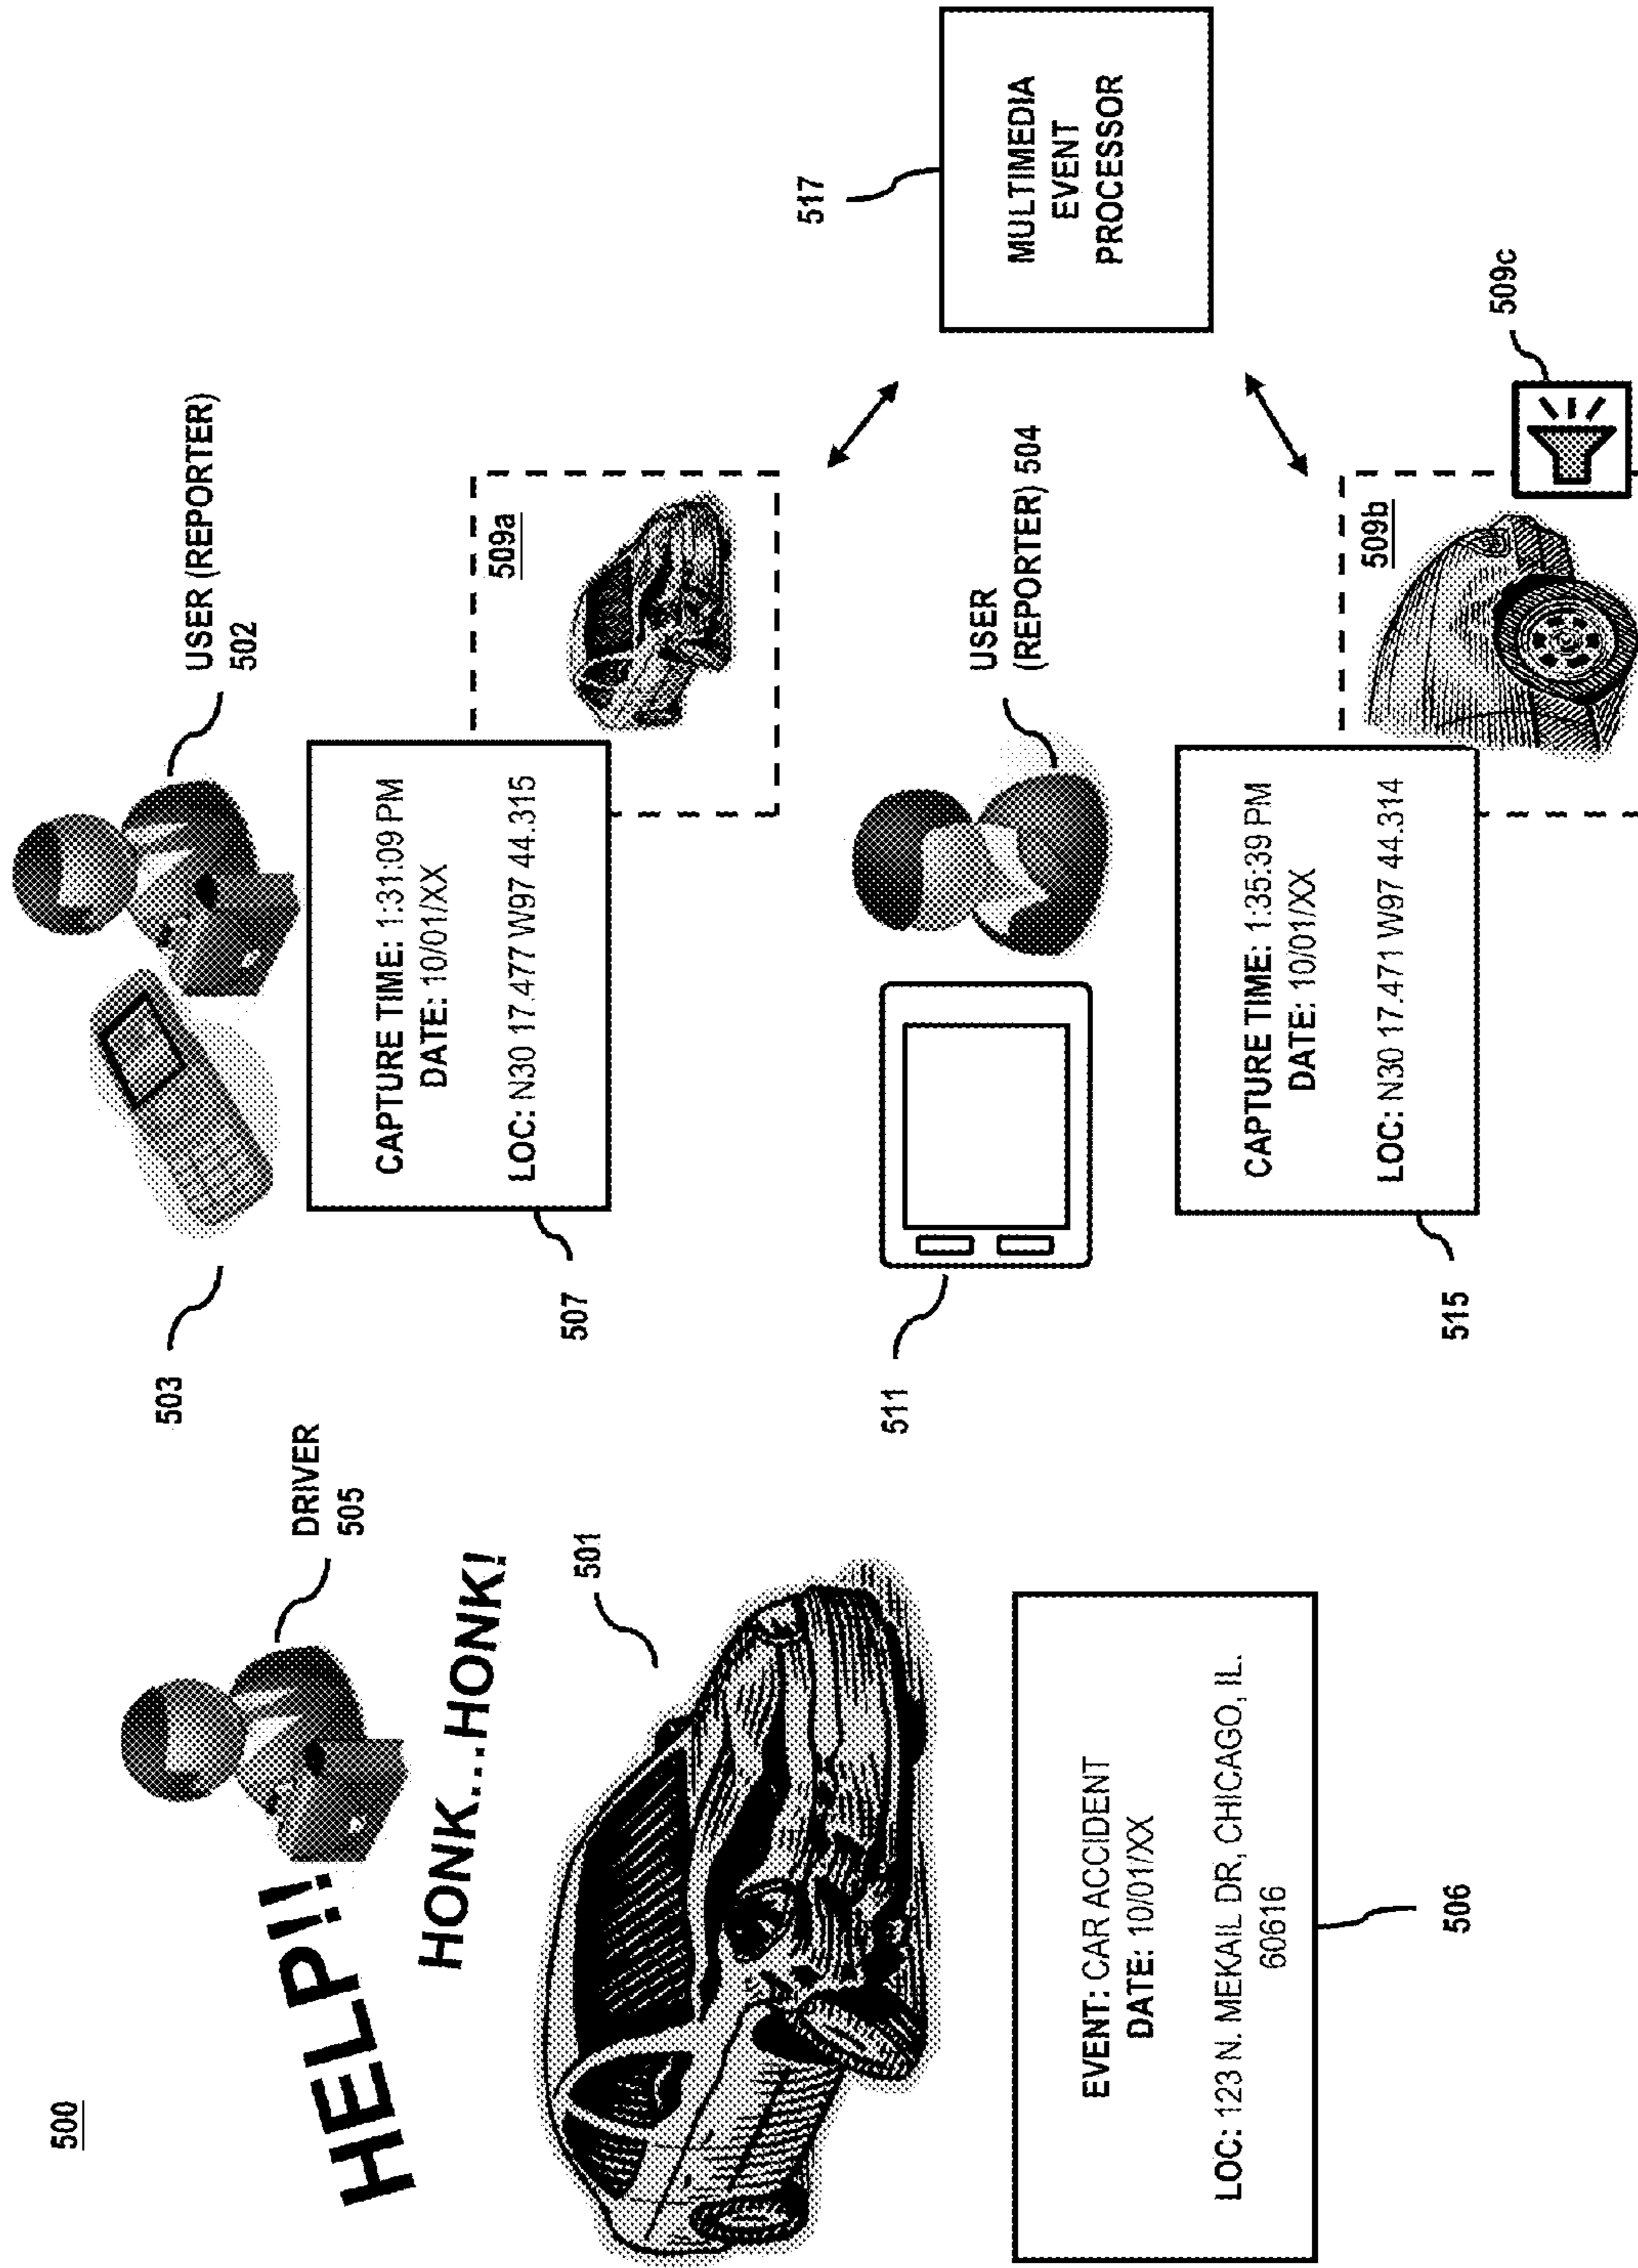 500
HELP!!
HONK...HONK!
DRIVER
505
501
EVENT: CAR ACCIDENT
DATE: 10/01/XX
LOC: 123 N. MEKAIL DR, CHICAGO, IL.
60616
506
503
USER (REPORTER)
502
CAPTURE TIME: 1:31:09 PM
DATE: 10/01/XX
LOC: N30 17.477 W97 44.315
507
509a
511
USER
(REPORTER) 504
CAPTURE TIME: 1:35:39 PM
DATE: 10/01/XX
LOC: N30 17.471 W97 44.314
515
509b
509c
517
MULTIMEDIA
EVENT
PROCESSOR